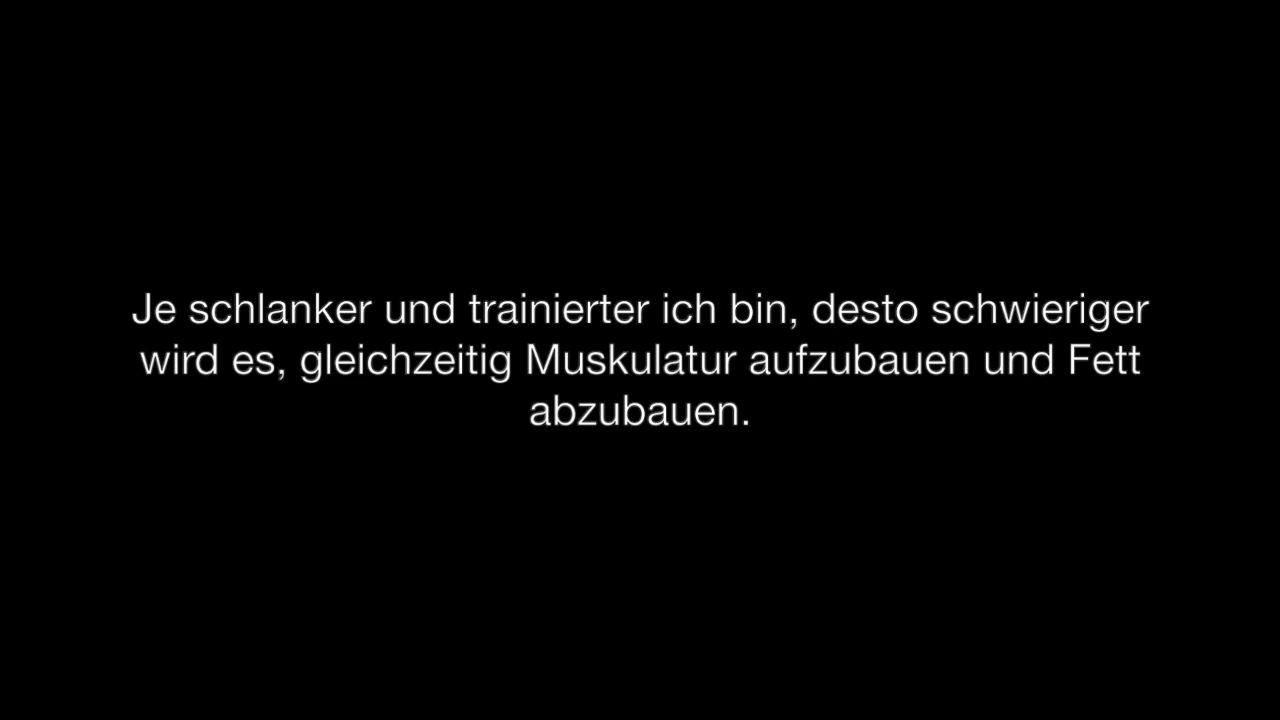 Je schlanker und trainierter ich bin, desto schwieriger
wird es, gleichzeitig Muskulatur aufzubauen und Fett
abzubauen.